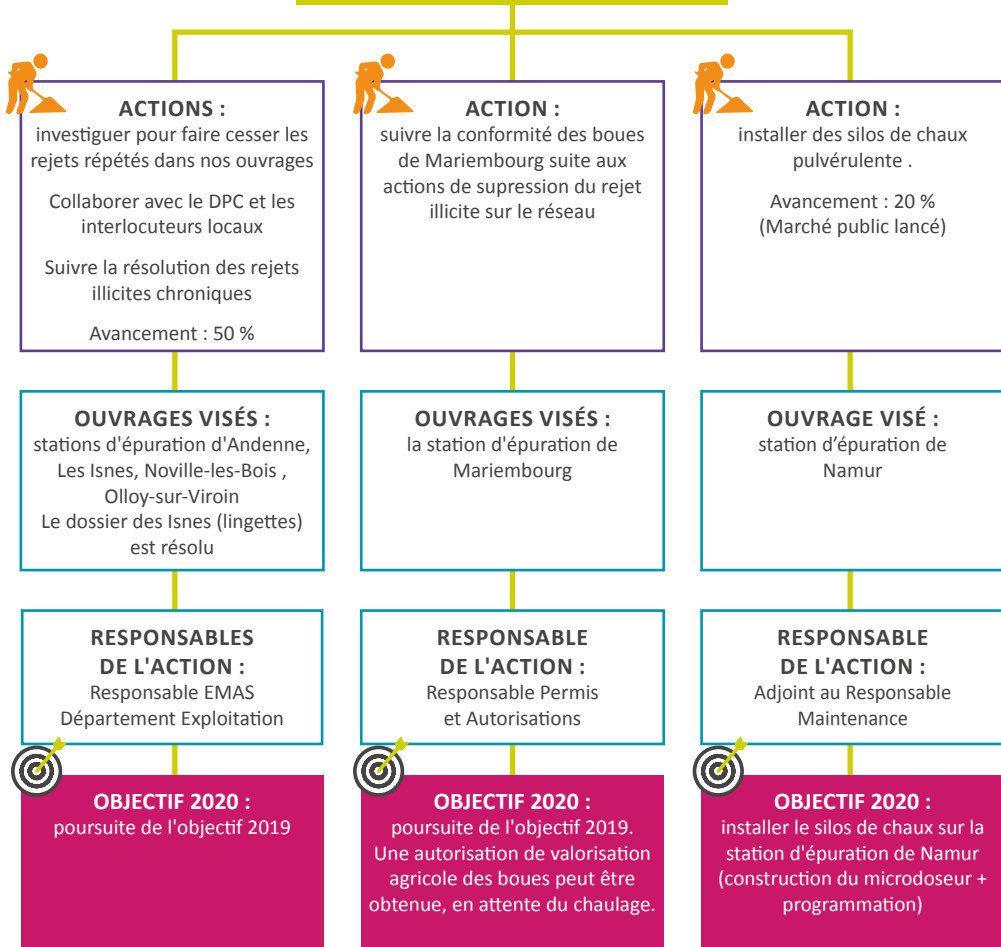 ACTIONS :
investiguer pour faire cesser les
rejets répétés dans nos ouvrages
Collaborer avec le DPC et les
interlocuteurs locaux
Suivre la résolution des rejets
illicites chroniques
Avancement : 50 %
OUVRAGES VISÉS :
stations d'épuration d'Andenne,
Les Isnes, Noville-les-Bois ,
Olloy-sur-Viroin
Le dossier des Isnes (lingettes)
est résolu
RESPONSABLES
DE L'ACTION :
Responsable EMAS
Département Exploitation
OBJECTIF 2020 :
poursuite de l'objectif 2019
ACTION :
suivre la conformité des boues
de Mariembourg suite aux
actions de supression du rejet
illicite sur le réseau
OUVRAGES VISÉS :
la station d'épuration de
Mariembourg
RESPONSABLE
DE L'ACTION :
Responsable Permis
et Autorisations
OBJECTIF 2020 :
poursuite de l'objectif 2019.
Une autorisation de valorisation
agricole des boues peut être
obtenue, en attente du chaulage.
ACTION :
installer des silos de chaux
pulvérulente .
Avancement : 20 %
(Marché public lancé)
OUVRAGE VISÉ :
station d’épuration de
Namur
RESPONSABLE
DE L'ACTION :
Adjoint au Responsable
Maintenance
OBJECTIF 2020 :
installer le silos de chaux sur la
station d'épuration de Namur
(construction du microdoseur +
programmation)